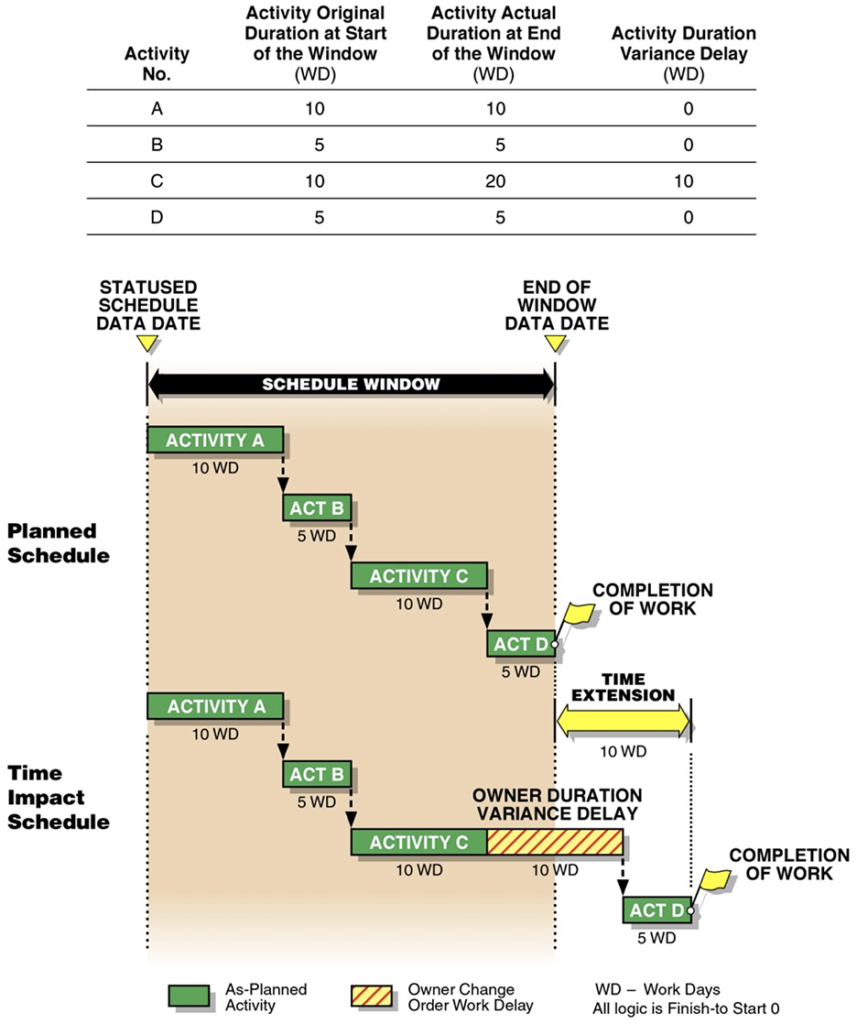 Activity Original
Duration at Start
of the Window
(WD)
Activity Actual
Duration at End
of the Window
(WD)
Activity Duration
Variance Delay
(WD)
Activity
No.
A 10 10 0
B 5 5 0
C 10 20 10
D 5 5 0
STATUSED
SCHEDULE
DATA DATE
END OF
WINDOW
DATA DATE
SCHEDULE WINDOW
Planned
Schedule
ACTIVITY A
10 WD
ACT B
5 WD
ACTIVITY C
10 WD
ACT D
5 WD
COMPLETION
OF WORK
TIME
EXTENSION
10 WD
Time
Impact
Schedule
ACTIVITY A
10 WD
ACT B
5 WD
OWNER DURATION
VARIANCE DELAY
ACTIVITY C
10 WD
10 WD
ACT D
5 WD
COMPLETION
OF WORK
As-Planned
Activity
Owner Change
Order Work Delay
WD – Work Days
All logic is Finish-to Start 0